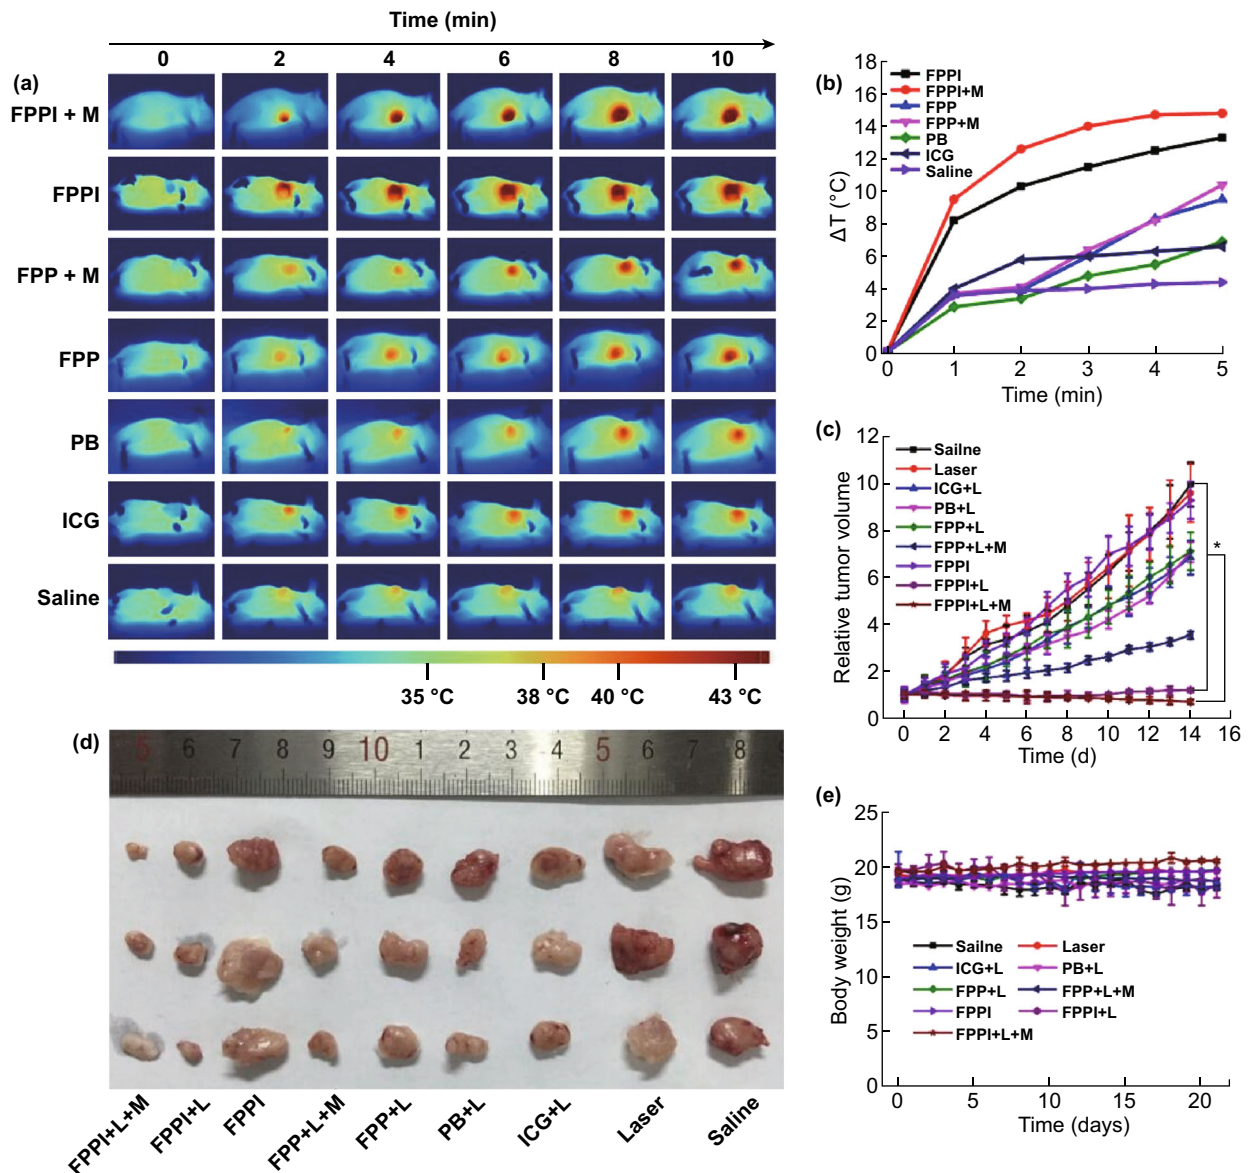 Time (min)
0 2 4 6 8 10
(a)
FPPI + M
FPPI
FPP + M
FPP
PB
ICG
Saline
35 °C 38 °C 40 °C 43 °C
(b)
18
16
14
12
10
8
6
4
2
0
ΔT (°C)
FPPI
FPPI+M
FPP
FPP+M
PB
ICG
Saline
0 1 2 3 4 5
Time (min)
(c)
12
10
8
6
4
2
0
Relative tumor volume
Sailne
Laser
ICG+L
PB+L
FPP+L
FPP+L+M
FPPI
FPPI+L
FPPI+L+M
*
0 2 4 6 8 10 12 14 16
Time (d)
(d)
5 6 7 8 9 10 1 2 3 4 5 6 7 8
FPPI+L+M FPPI+L FPPI FPP+L+M FPP+L PB+L ICG+L Laser Saline
(e)
25
20
15
10
5
0
Body weight (g)
Sailne Laser
ICG+L PB+L
FPP+L FPP+L+M
FPPI FPPI+L
FPPI+L+M
0 5 10 15 20
Time (days)